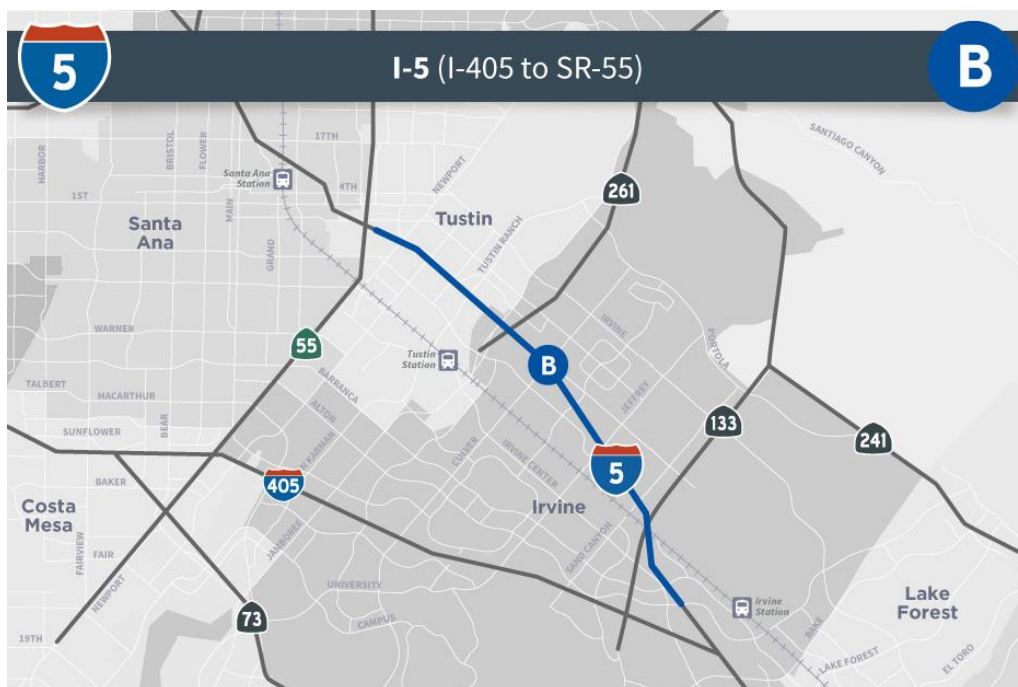 5
I-5 (I-405 to SR-55)
B
SANTIAGO CANYON
HARBOR
BRISTOL
FLOWER
17TH
Santa Ana
Station
4TH
NEWPORT
261
1ST
MAIN
Santa
Ana
Tustin
GRAND
TUSTIN RANCH
WARNER
55
IRVINE
PORTOLA
Tustin
Station
B
TALBERT
BARRANCA
MACARTHUR
JEFFREY
ALTON
BEAR
SUNFLOWER
133
241
CULVER
IRVINE CENTER
5
BAKER
405
Costa
Mesa
Irvine
JAMBOREE
SAND CANYON
FAIRVIEW
FAIR
UNIVERSITY
NEWPORT
73
CAMPUS
Irvine
Station
Lake
Forest
BAKE
19TH
LAKE FOREST
EL TORO